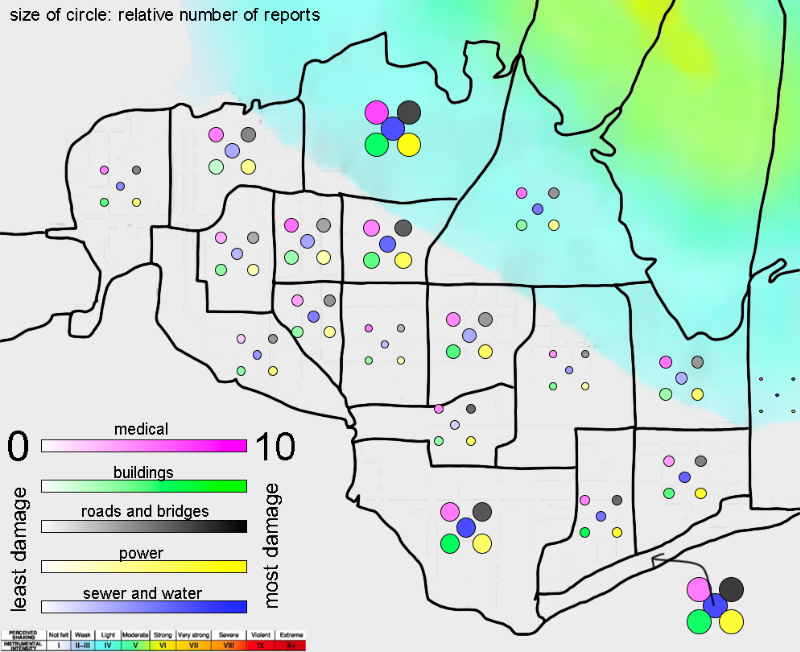 size of circle: relative number of reports
medical
0 10
buildings
roads and bridges
power
sewer and water
least damage
most damage
PERCEIVED SHAKING Not felt Weak Light Moderate Strong Very strong Severe Violent Extreme
INSTRUMENTAL INTENSITY I II-III IV V VI VII VIII IX X+